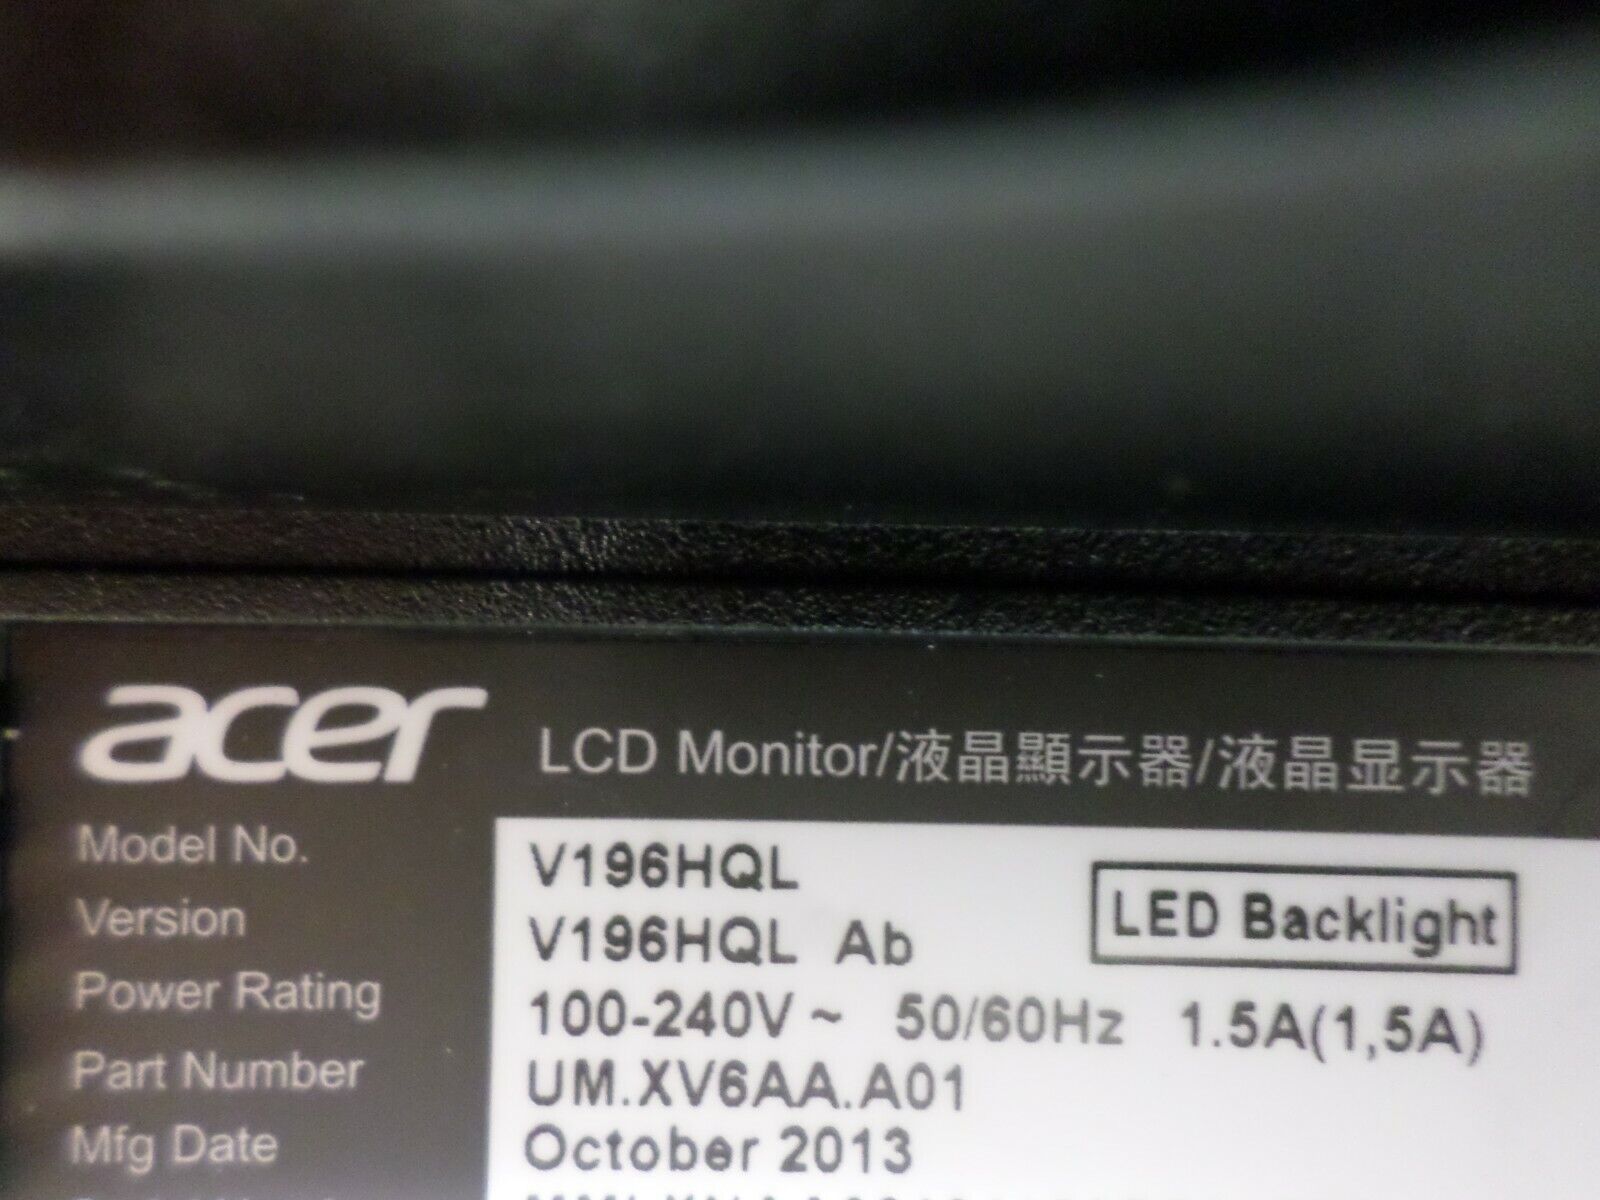 acer LCD Monitor/液晶顯示器/液晶显示器
Model No. V196HQL
Version V196HQL Ab LED Backlight
Power Rating 100-240V~ 50/60Hz 1.5A(1,5A)
Part Number UM.XV6AA.A01
Mfg Date October 2013